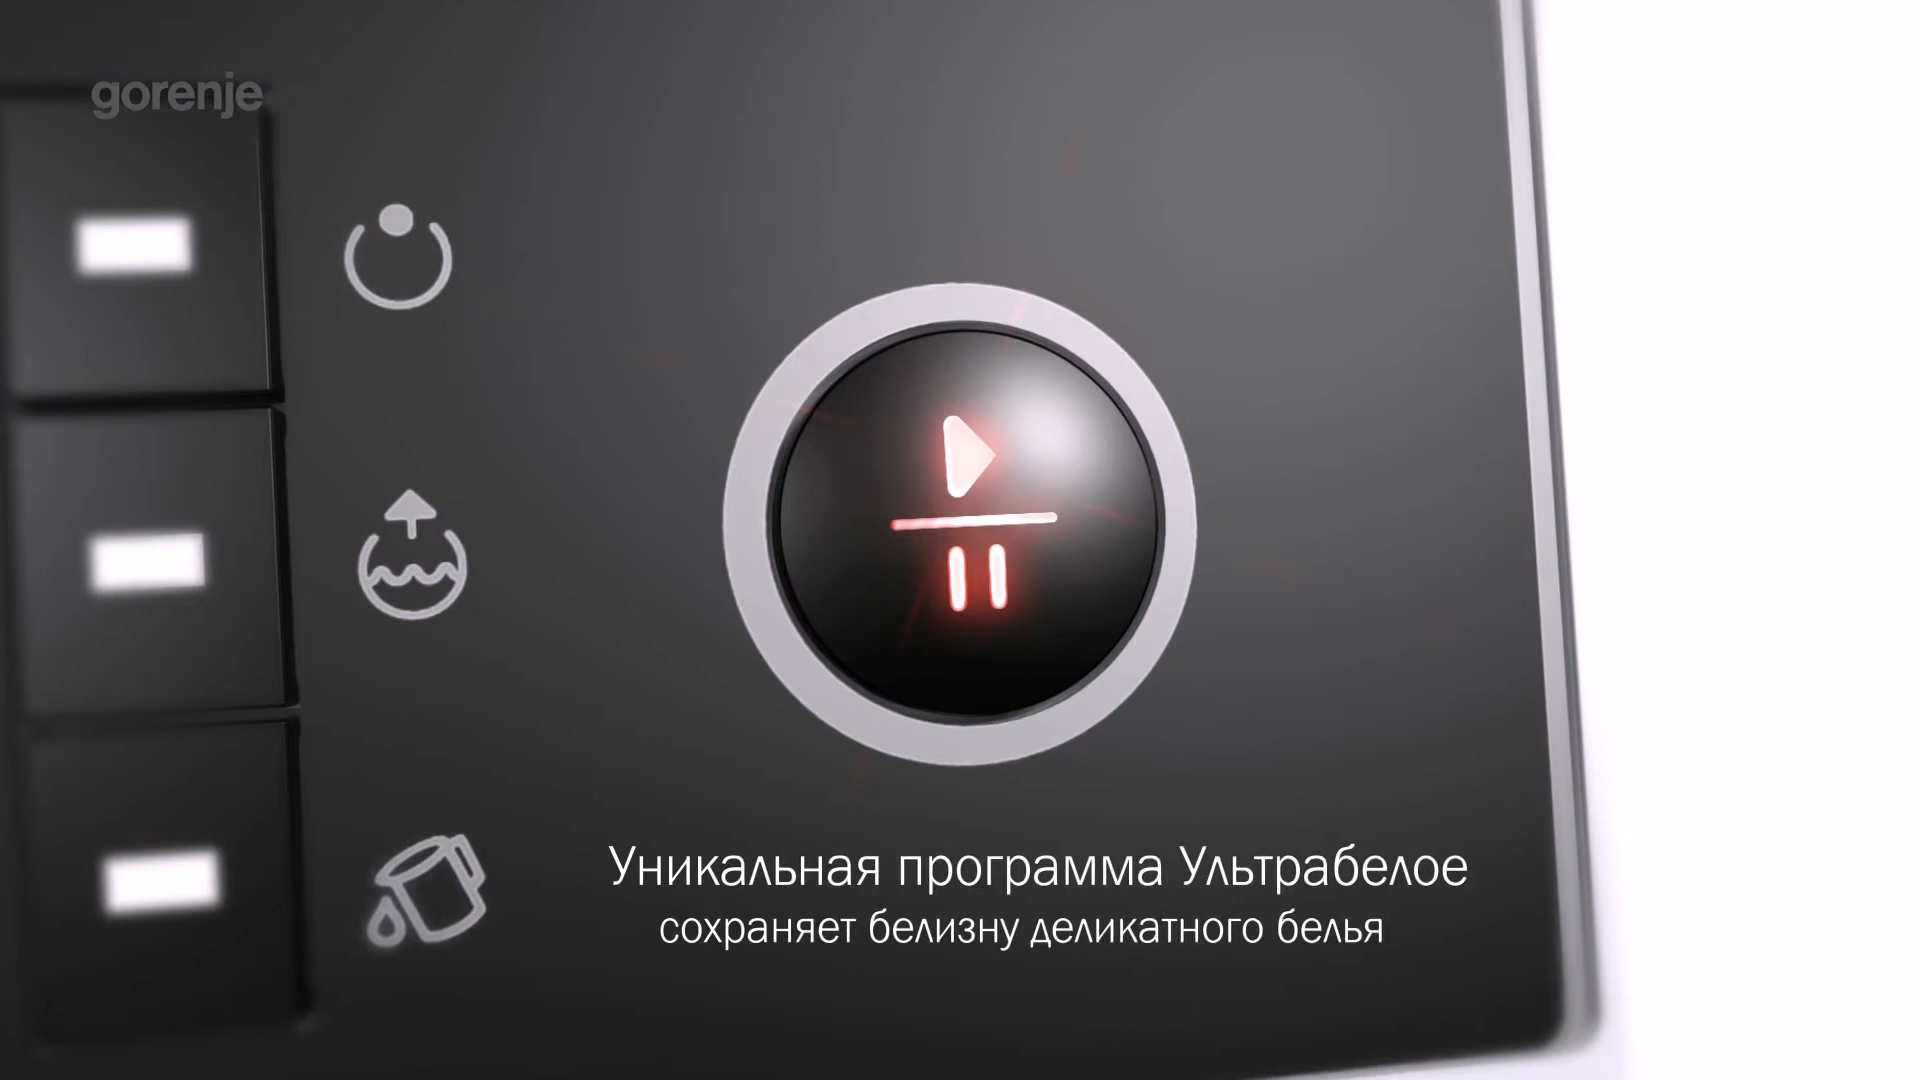 gorenje
Уникальная программа Ультрабелое
сохраняет белизну деликатного белья